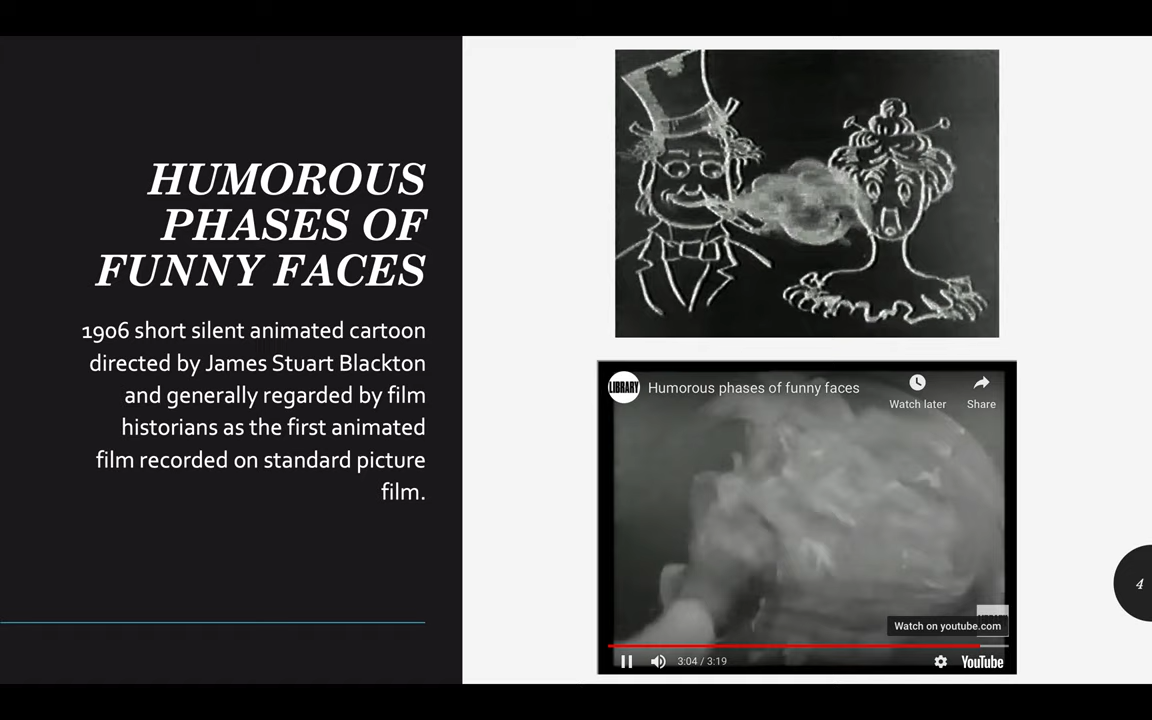 HUMOROUS
PHASES OF
FUNNY FACES
1906 short silent animated cartoon
directed by James Stuart Blackton
and generally regarded by film
historians as the first animated
film recorded on standard picture
film.
LIBRARY
Humorous phases of funny faces
Watch later
Share
Watch on youtube.com
3:04 / 3:19
YouTube
4